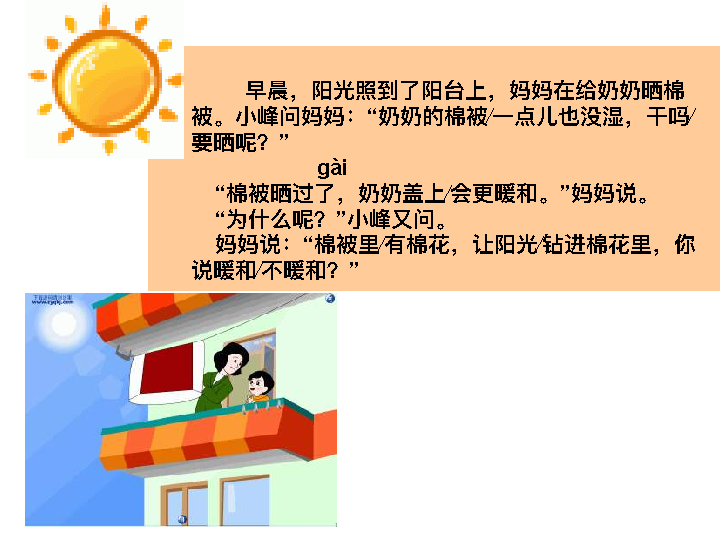 早晨，阳光照到了阳台上，妈妈在给奶奶晒棉
被。小峰问妈妈：“奶奶的棉被/一点儿也没湿，干吗/
要晒呢？”
gài
“棉被晒过了，奶奶盖上/会更暖和。”妈妈说。
“为什么呢？”小峰又问。
妈妈说：“棉被里/有棉花，让阳光/钻进棉花里，你
说暖和/不暖和？”